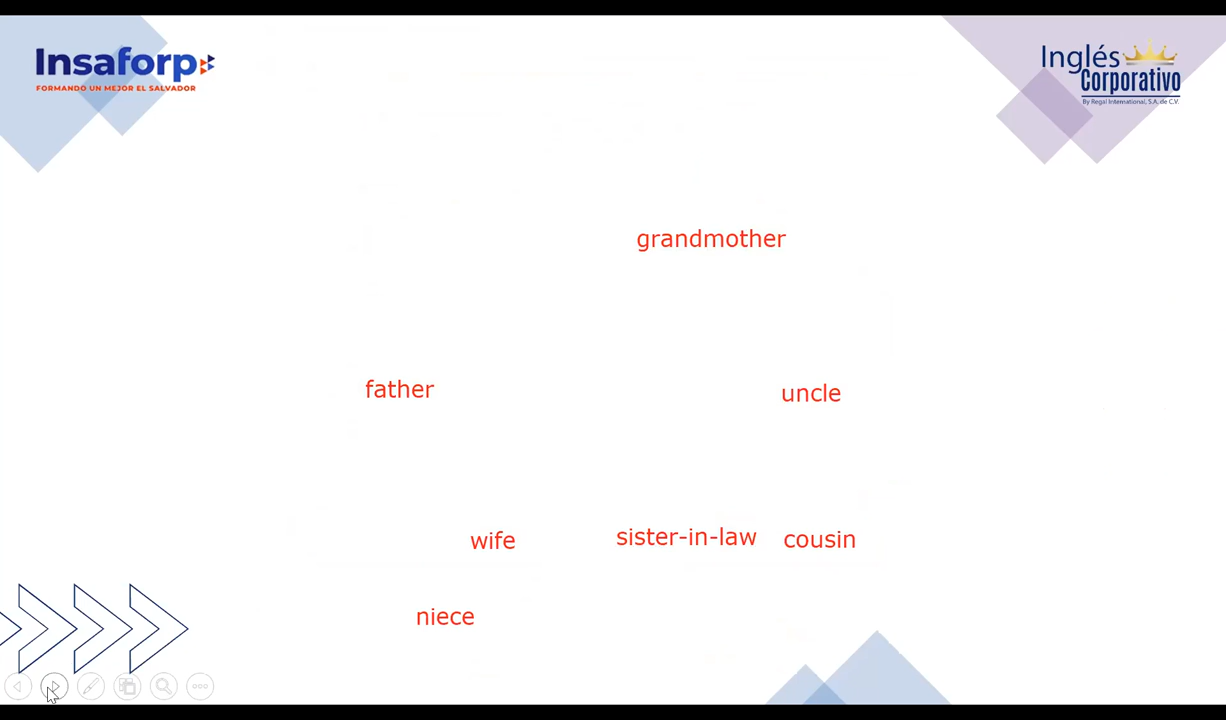 Insaforp
FORMANDO UN MEJOR EL SALVADOR
Inglés
Corporativo
By Regal International, S.A. de C.V.
grandmother
father
uncle
wife
sister-in-law
cousin
niece